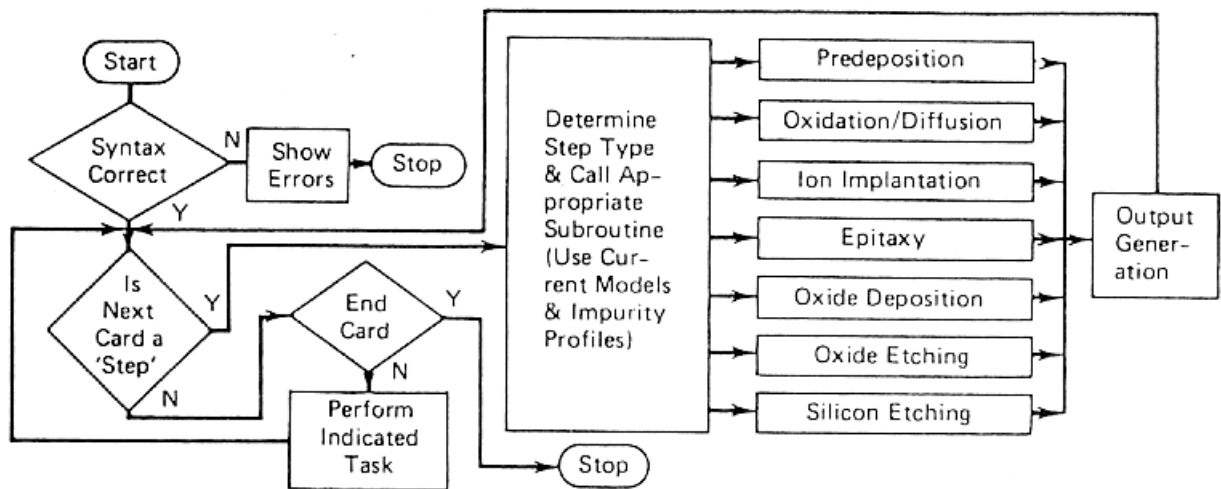 Start
Syntax
Correct
N
Show
Errors
Stop
Y
Is
Next
Card a
'Step'
Y
N
End
Card
Y
N
Perform
Indicated
Task
Stop
Determine
Step Type
& Call Ap-
propriate
Subroutine
(Use Cur-
rent Models
& Impurity
Profiles)
Predeposition
Oxidation/Diffusion
Ion Implantation
Epitaxy
Oxide Deposition
Oxide Etching
Silicon Etching
Output
Gener-
ation